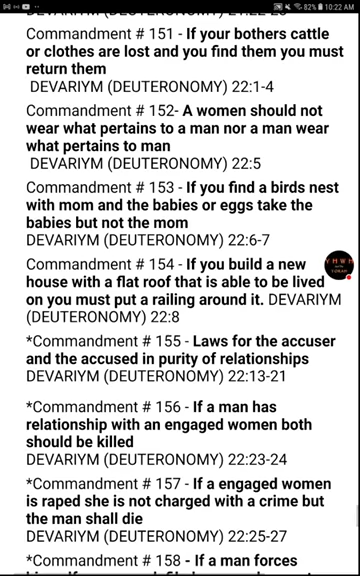 82% 10:22 AM
Commandment # 151 - If your bothers cattle
or clothes are lost and you find them you must
return them
DEVARIYM (DEUTERONOMY) 22:1-4
Commandment # 152- A women should not
wear what pertains to a man nor a man wear
what pertains to man
DEVARIYM (DEUTERONOMY) 22:5
Commandment # 153 - If you find a birds nest
with mom and the babies or eggs take the
babies but not the mom
DEVARIYM (DEUTERONOMY) 22:6-7
Commandment # 154 - If you build a new
house with a flat roof that is able to be lived
on you must put a railing around it. DEVARIYM
(DEUTERONOMY) 22:8
*Commandment # 155 - Laws for the accuser
and the accused in purity of relationships
DEVARIYM (DEUTERONOMY) 22:13-21
*Commandment # 156 - If a man has
relationship with an engaged women both
should be killed
DEVARIYM (DEUTERONOMY) 22:23-24
*Commandment # 157 - If a engaged women
is raped she is not charged with a crime but
the man shall die
DEVARIYM (DEUTERONOMY) 22:25-27
*Commandment # 158 - If a man forces